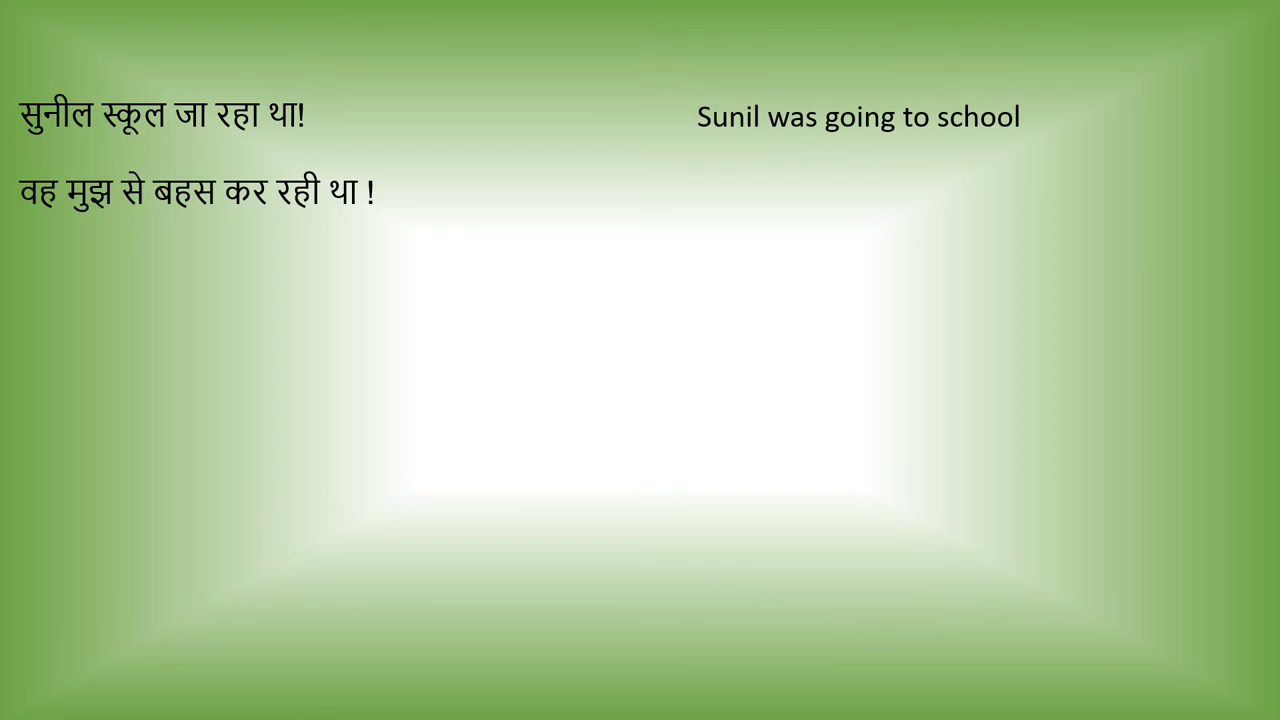 सुनील स्कूल जा रहा था! Sunil was going to school
वह मुझ से बहस कर रही था !